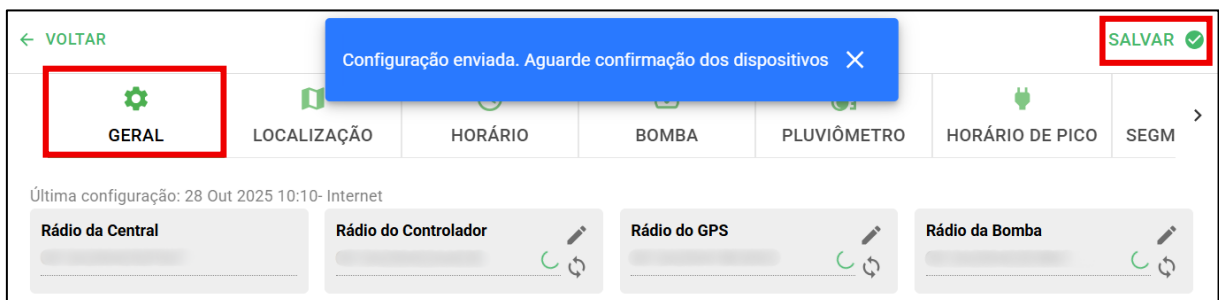 VOLTAR
Configuração enviada. Aguarde confirmação dos dispositivos
SALVAR
GERAL
LOCALIZAÇÃO
HORÁRIO
BOMBA
PLUVIÔMETRO
HORÁRIO DE PICO
SEGM
Última configuração: 28 Out 2025 10:10- Internet
Rádio da Central
Rádio do Controlador
Rádio do GPS
Rádio da Bomba